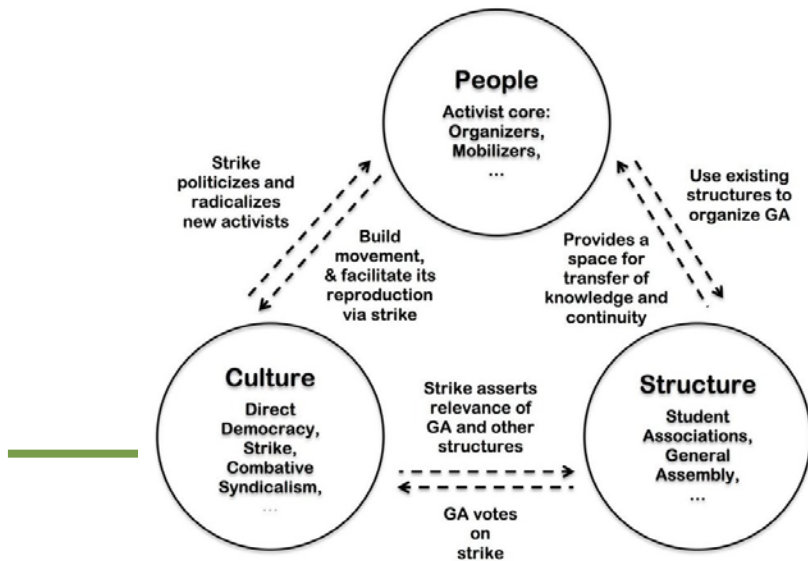 People
Activist core:
Organizers,
Mobilizers,
...
Strike
politicizes and
radicalizes
new activists
Build
movement,
& facilitate its
reproduction
via strike
Use existing
structures to
organize GA
Provides a
space for
transfer of
knowledge and
continuity
Culture
Direct
Democracy,
Strike,
Combative
Syndicalism,
...
Strike asserts
relevance of
GA and other
structures
GA votes
on
strike
Structure
Student
Associations,
General
Assembly,
...